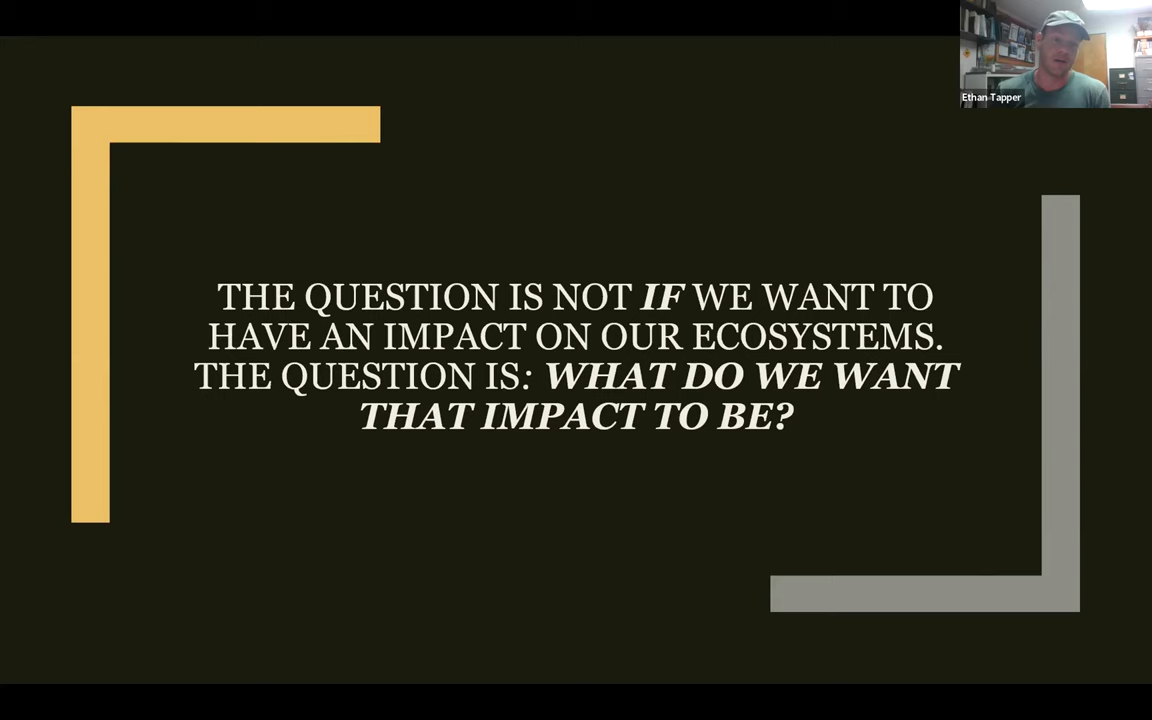 Ethan Tapper
THE QUESTION IS NOT IF WE WANT TO
HAVE AN IMPACT ON OUR ECOSYSTEMS.
THE QUESTION IS: WHAT DO WE WANT
THAT IMPACT TO BE?